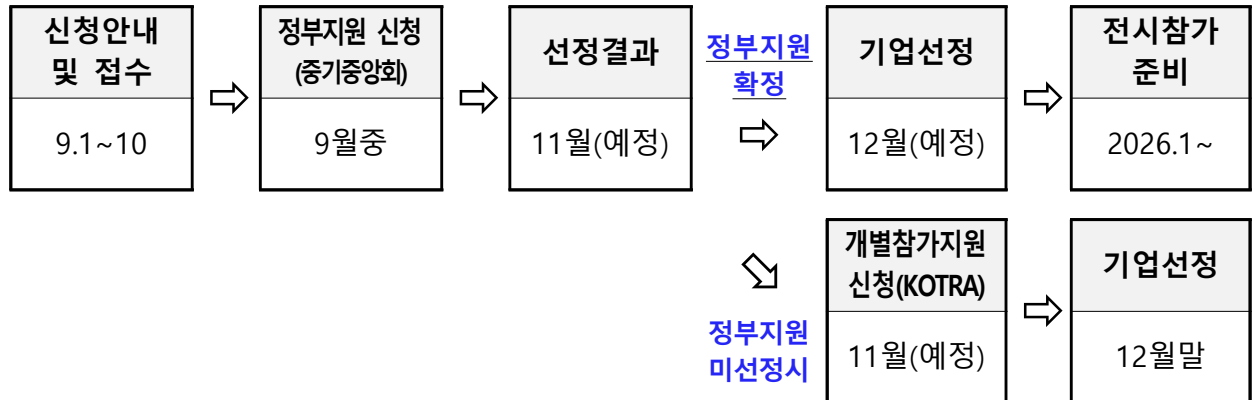 신청안내
및 접수
9.1~10
⇨
정부지원 신청
(중기중앙회)
9월중
⇨
선정결과
11월(예정)
정부지원
확정
⇨
기업선정
12월(예정)
⇨
전시참가
준비
2026.1~
정부지원
미선정시
개별참가지원
신청(KOTRA)
11월(예정)
⇨
기업선정
12월말